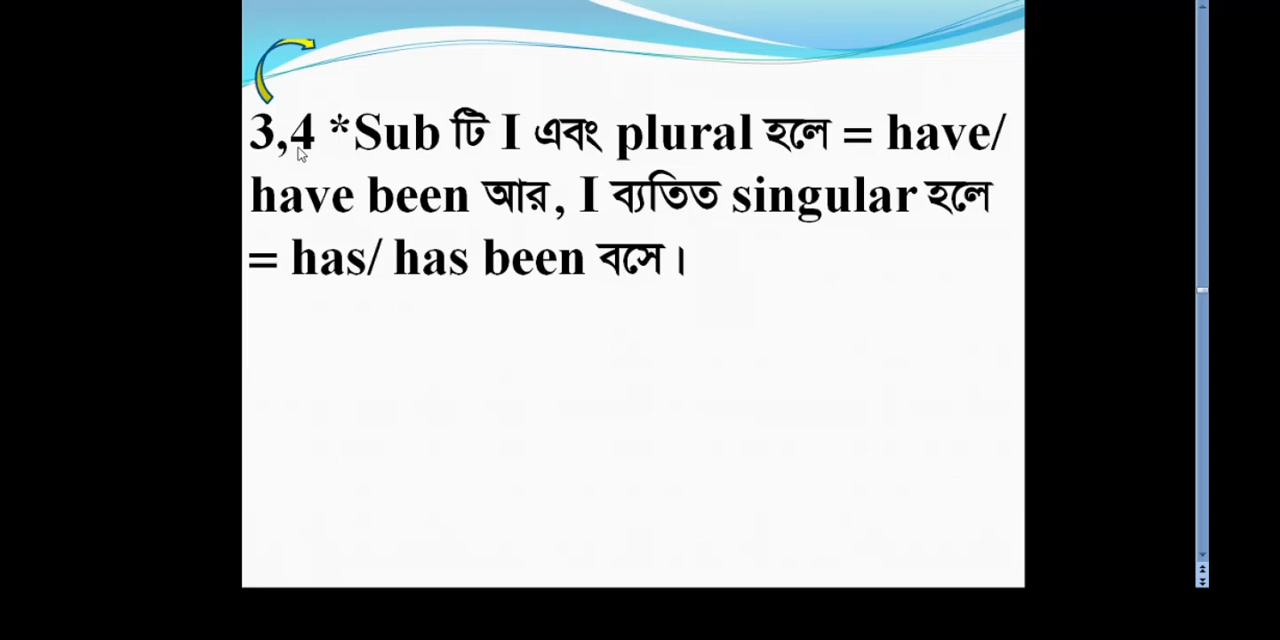 3,4 *Sub টি I এবং plural হলে = have/
have been আর, I ব্যতিত singular হলে
= has/ has been বসে।